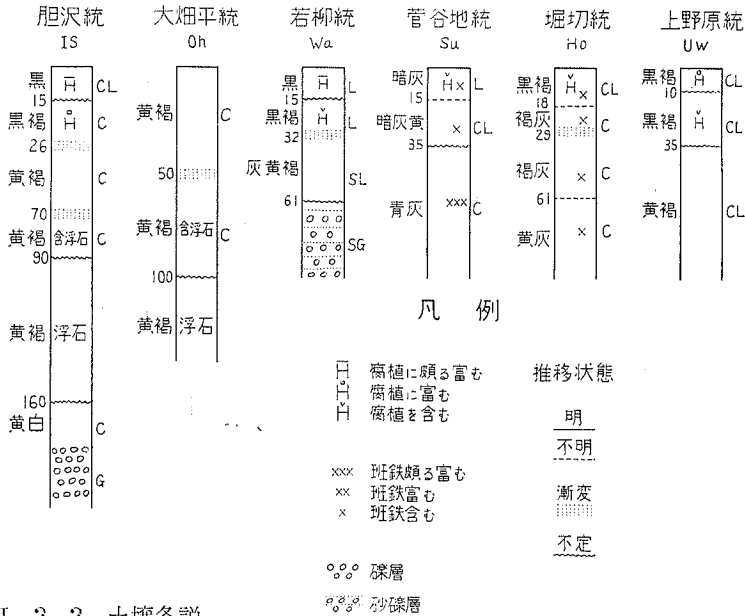 胆沢統 大畑平統 若柳統 菅谷地統 堀切統 上野原統
IS Oh Wa Su Ho Uw
黒 H̄ CL
15
黒褐 H̊ C
26
黄褐 C
70
黄褐 含浮石 C
90
黄褐 浮石
160
黄白 C
G
黄褐 C
50
黄褐 含浮石 C
100
黄褐 浮石
黒 H̄ L
15
黒褐 Ȟ L
32
灰黄褐 SL
61
SG
暗灰 Ȟ × L
15
暗灰黄 × CL
35
青灰 ××× C
黒褐 Ȟ × CL
18
褐灰 × C
29
褐灰 × C
61
黄灰 × C
黒褐 H̊ CL
10
黒褐 Ȟ CL
35
黄褐 CL
凡 例
H̄ 腐植に頗る富む
H̊ 腐植に富む
Ȟ 腐植を含む
××× 班鉄頗る富む
×× 班鉄富む
× 班鉄含む
礫層
砂礫層
推移状態
明
不明
漸変
不定
3 土壌各説